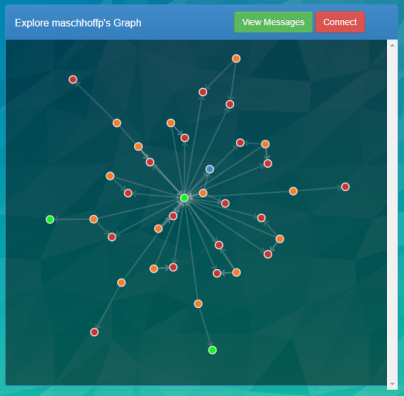 Explore maschhoffp's Graph
View Messages
Connect